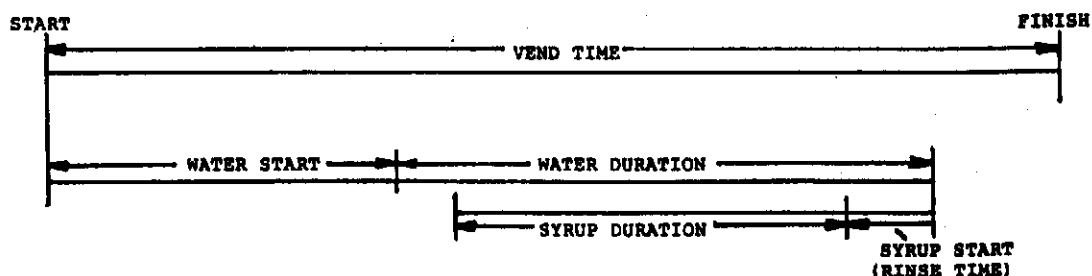 START FINISH
VEND TIME
WATER START WATER DURATION
SYRUP DURATION
SYRUP START
(RINSE TIME)